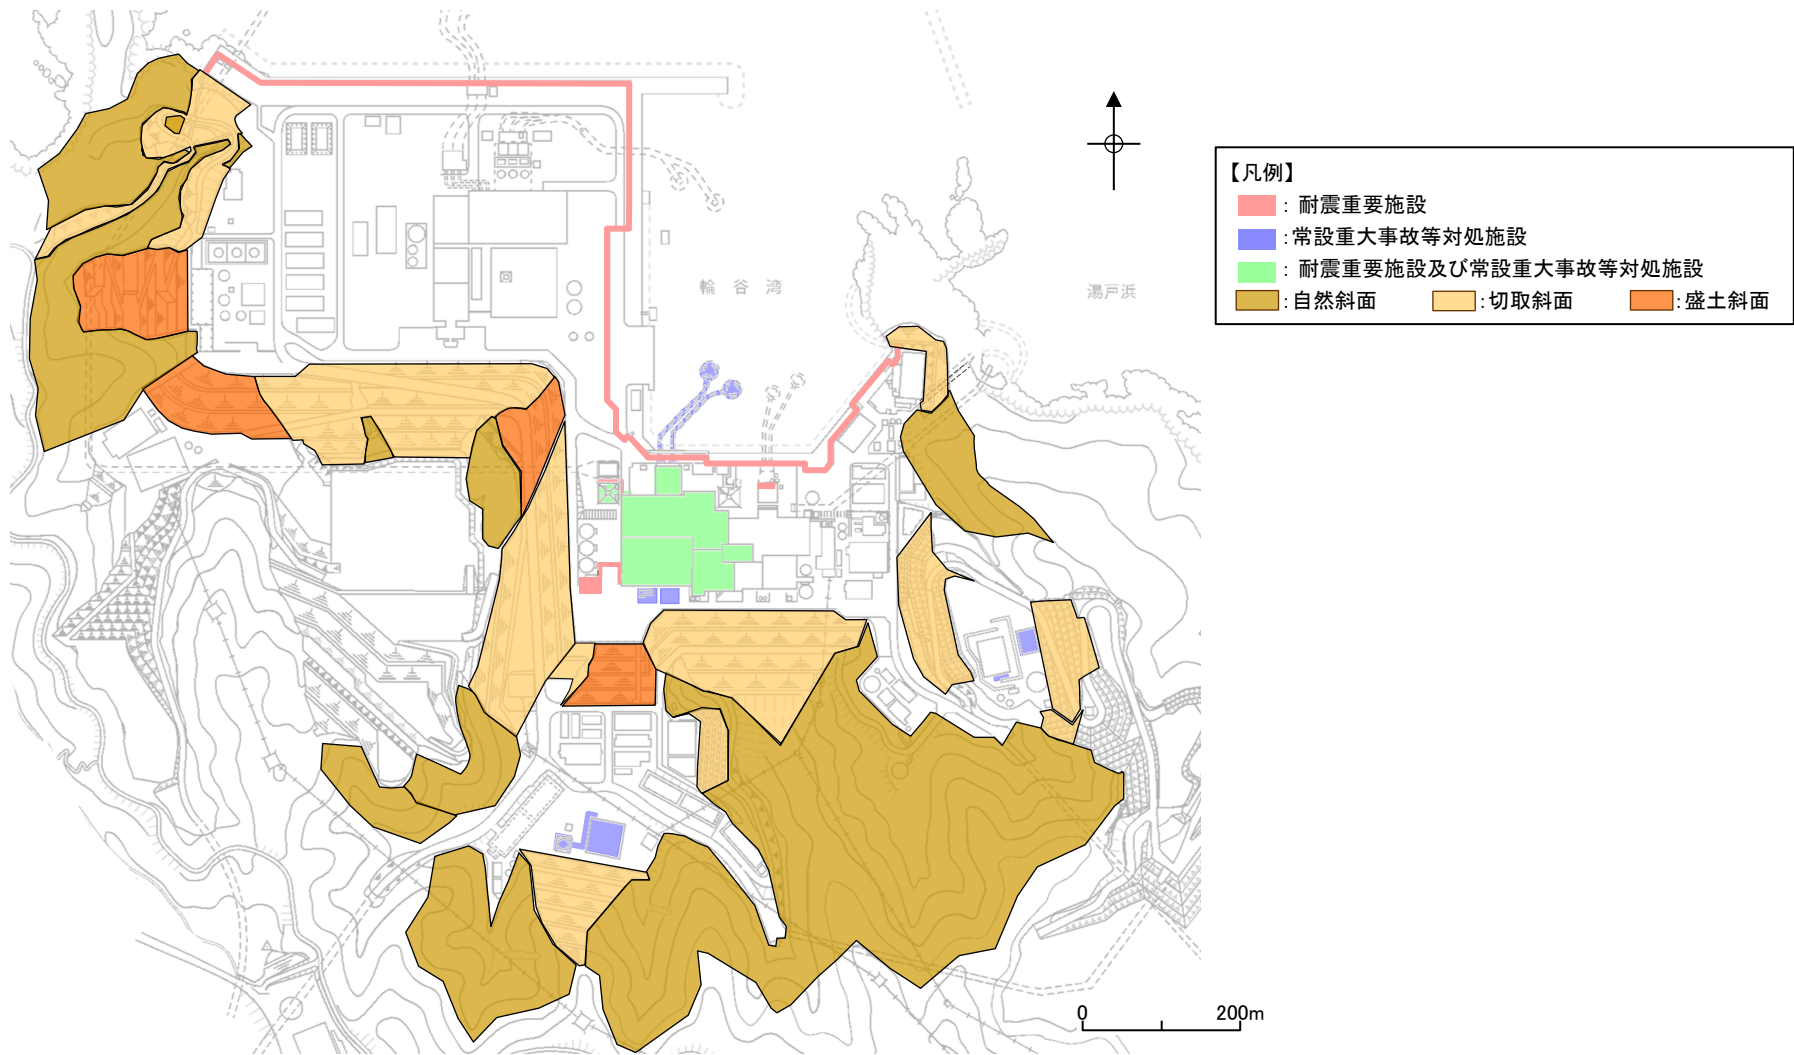 【凡例】
: 耐震重要施設
:常設重大事故等対処施設
: 耐震重要施設及び常設重大事故等対処施設
:自然斜面 :切取斜面 :盛土斜面
輪谷湾
湯戸浜
0 200m